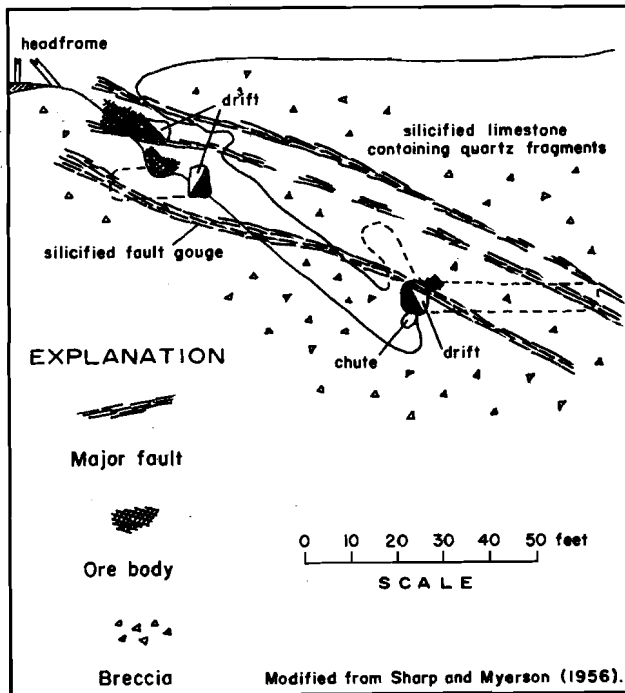 headframe
drift
silicified limestone
containing quartz fragments
silicified fault gouge
chute
drift
EXPLANATION
Major fault
Ore body
Breccia
0 10 20 30 40 50 feet
SCALE
Modified from Sharp and Myerson (1956).